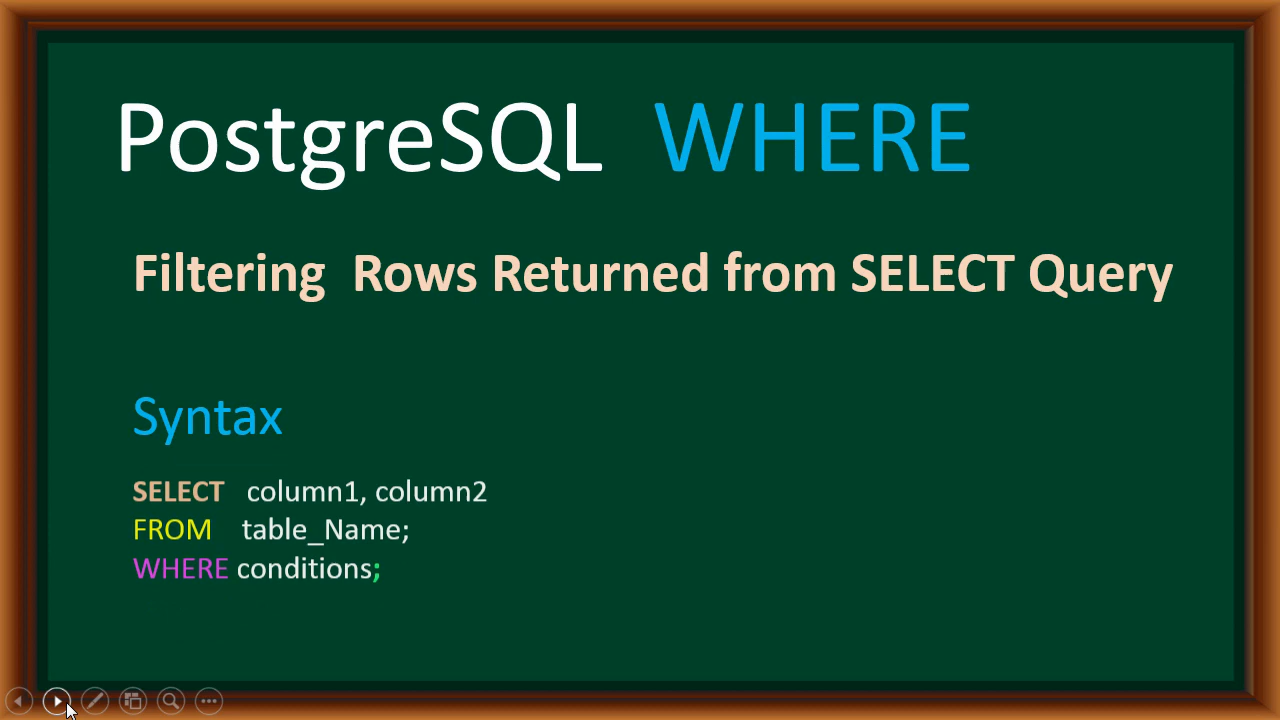 PostgreSQL WHERE
Filtering Rows Returned from SELECT Query
Syntax
SELECT column1, column2
FROM table_Name;
WHERE conditions;